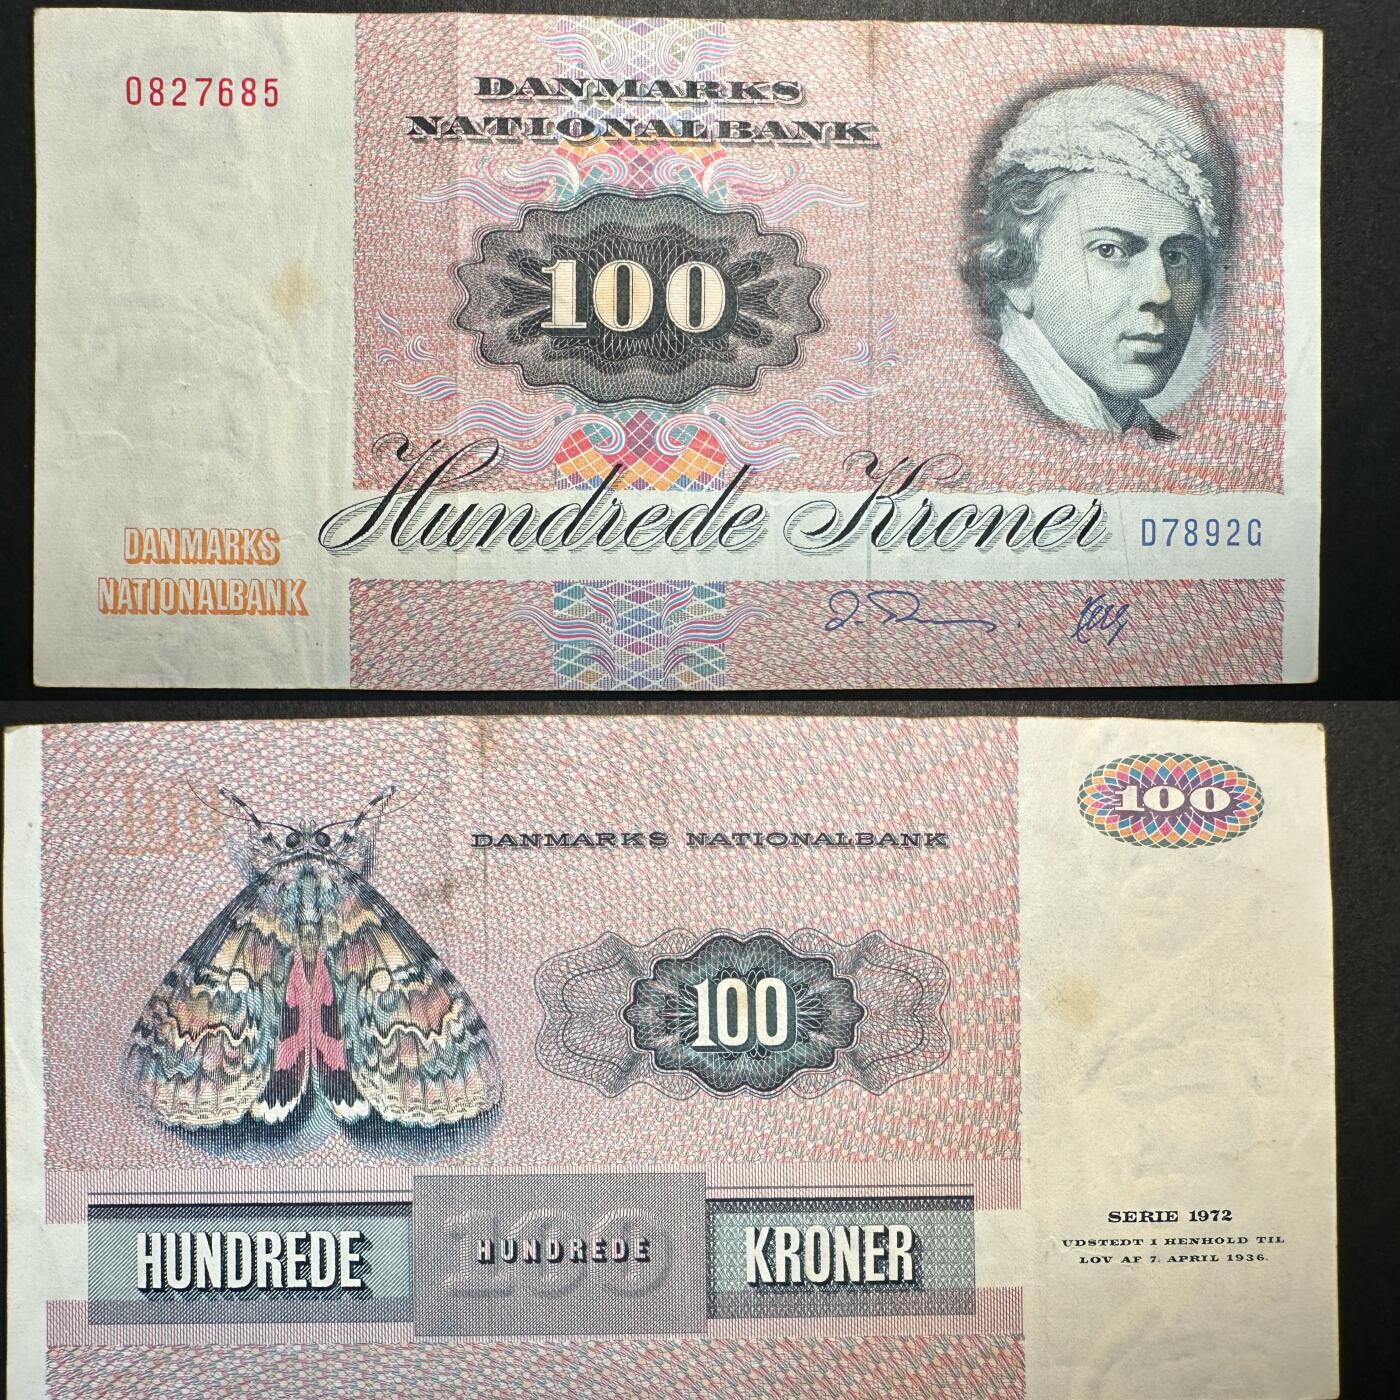 0827685
DANMARKS
NATIONALBANK
100
Hundrede Kroner
D7892G
DANMARKS
NATIONALBANK
100
DANMARKS NATIONALBANK
100
HUNDREDE
100
HUNDREDE
KRONER
SERIE 1972
UDSTEDT I HENHOLD TIL
LOV AF 7. APRIL 1936.